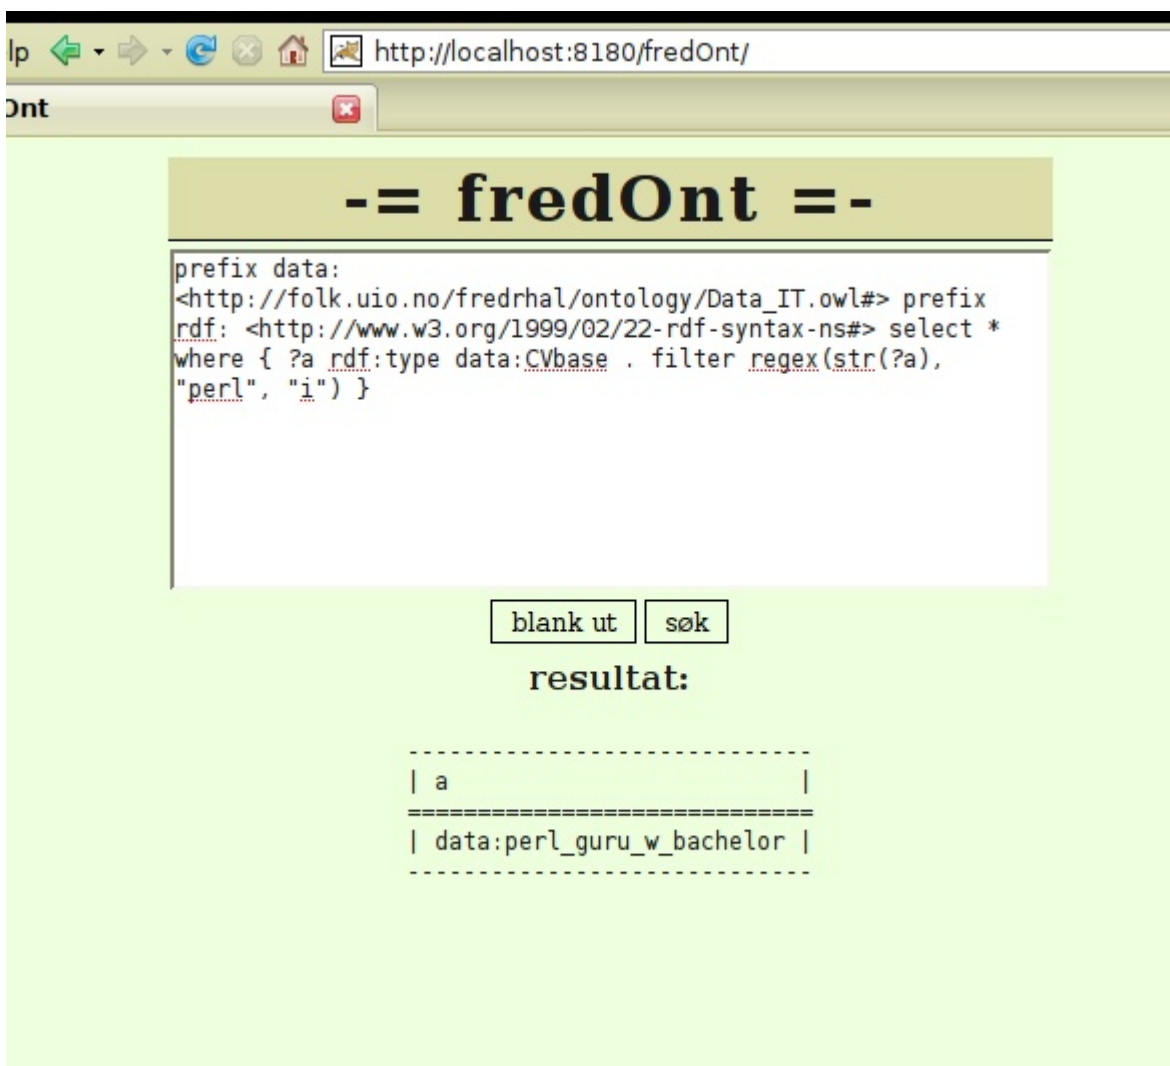 lp http://localhost:8180/fredOnt/
Ont
-= fredOnt =-
prefix data:
<http://folk.uio.no/fredrhal/ontology/Data_IT.owl#> prefix
rdf: <http://www.w3.org/1999/02/22-rdf-syntax-ns#> select *
where { ?a rdf:type data:CVbase . filter regex(str(?a),
"perl", "i") }
blank ut søk
resultat:
-----------------------------
| a                         |
=============================
| data:perl_guru_w_bachelor |
-----------------------------